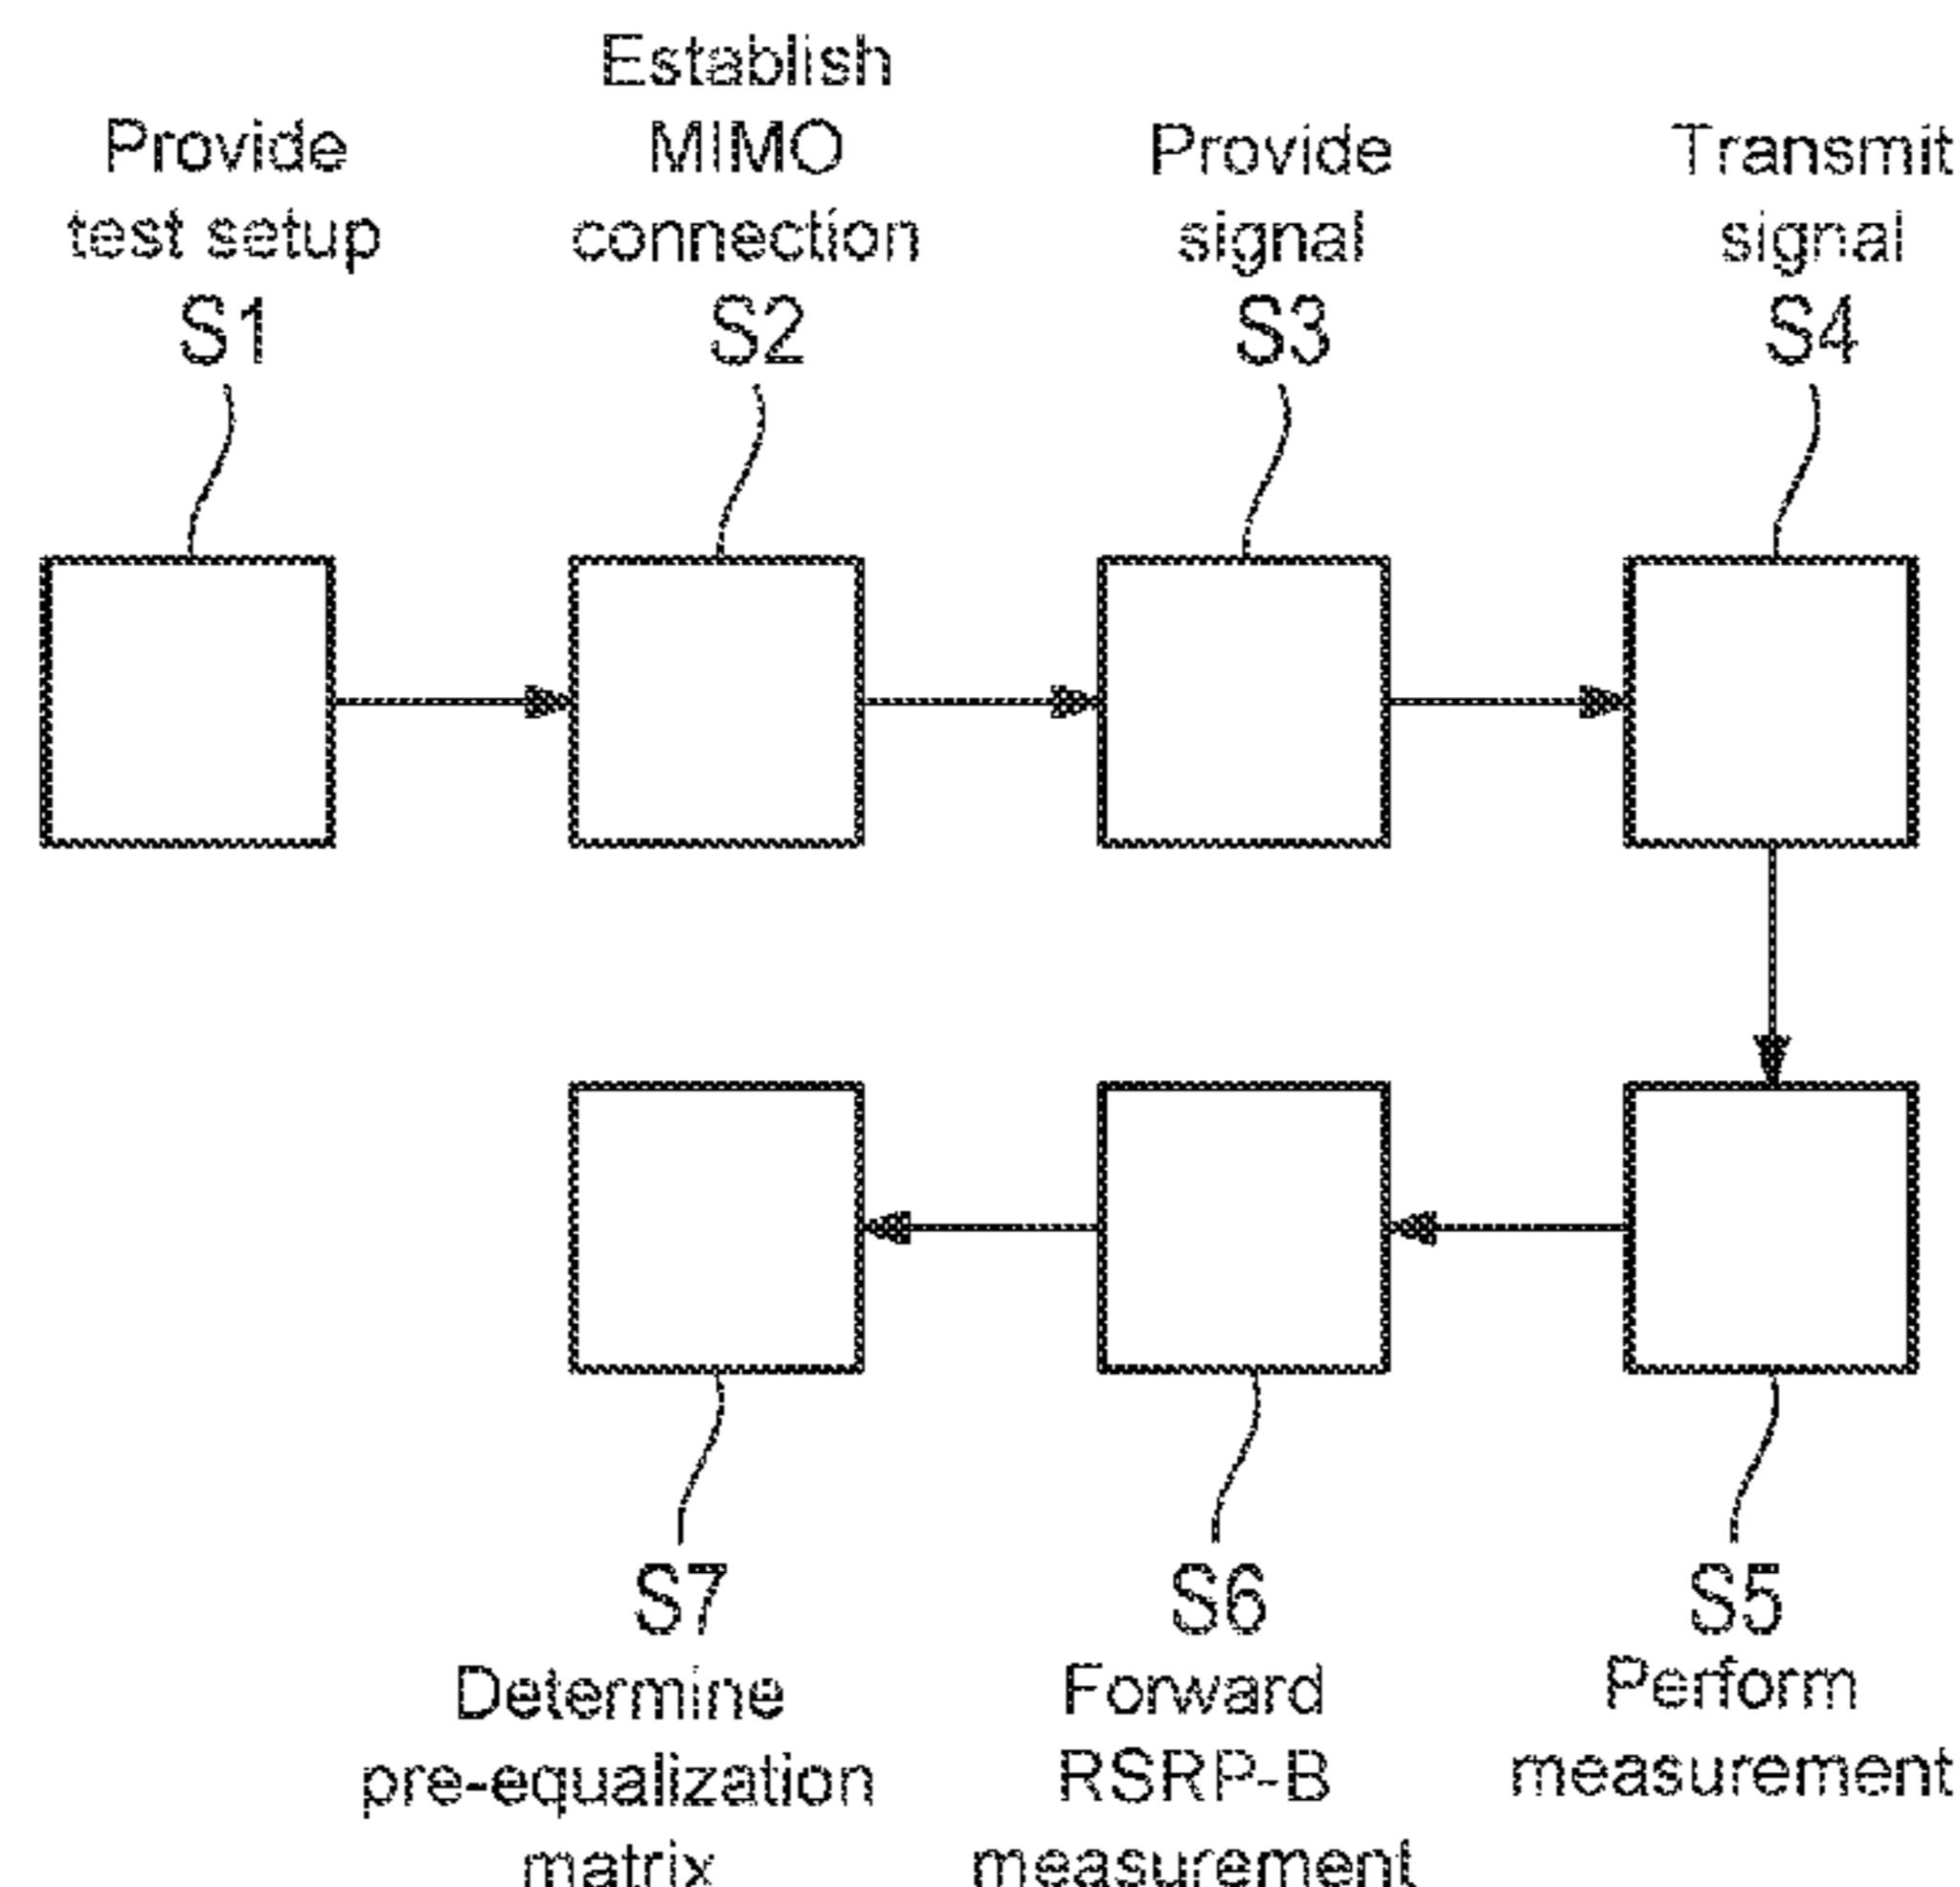 Provide
test setup
S1
Establish
MIMO
connection
S2
Provide
signal
S3
Transmit
signal
S4
S7
Determine
pre-equalization
matrix
S6
Forward
RSRP-B
measurement
S5
Perform
measurement